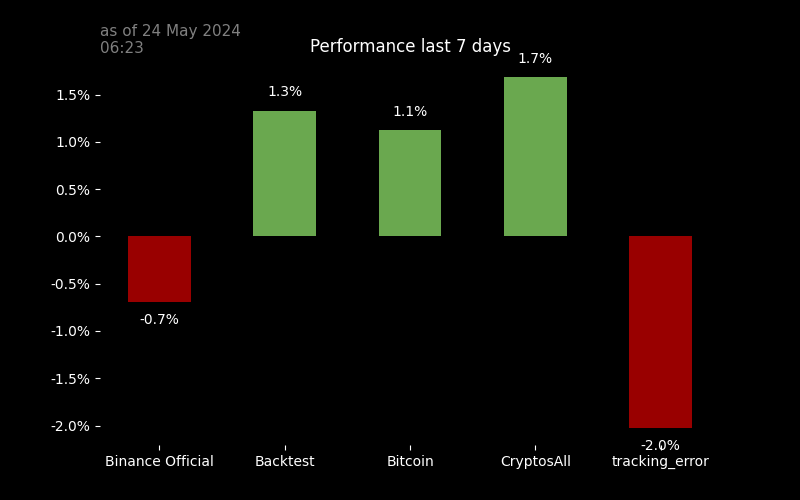 as of 24 May 2024
06:23
Performance last 7 days
1.7%
1.3%
1.1%
1.5%
1.0%
0.5%
0.0%
-0.5%
-1.0%
-1.5%
-2.0%
-0.7%
-2.0%
Binance Official
Backtest
Bitcoin
CryptosAll
tracking_error